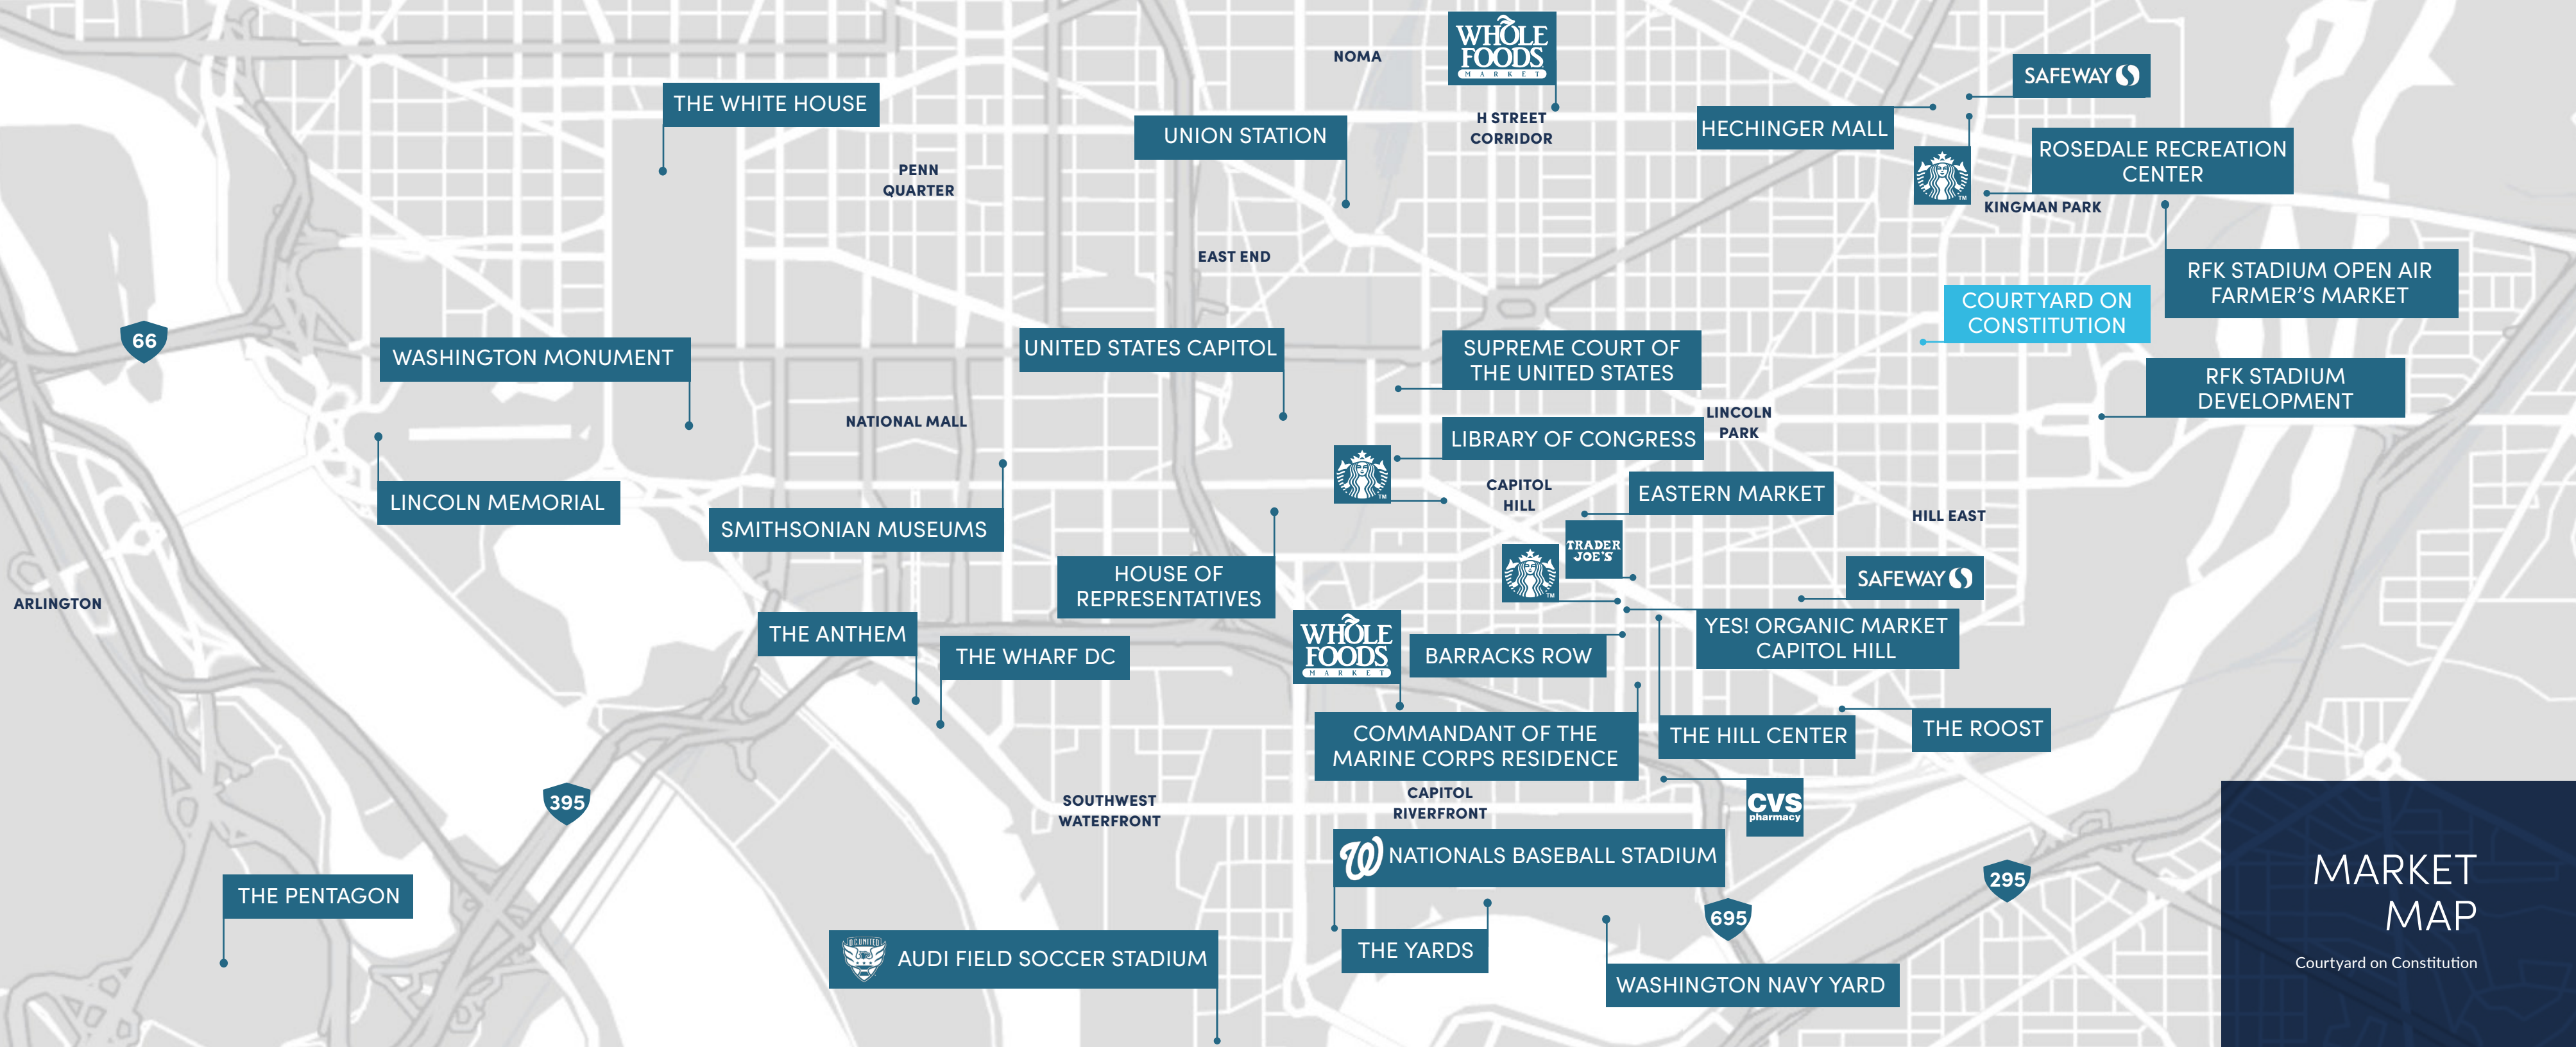 WHOLE
FOODS
MARKET
NOMA
SAFEWAY
THE WHITE HOUSE
H STREET
CORRIDOR
UNION STATION
HECHINGER MALL
ROSEDALE RECREATION
CENTER
TM
KINGMAN PARK
PENN
QUARTER
EAST END
RFK STADIUM OPEN AIR
FARMER'S MARKET
COURTYARD ON
CONSTITUTION
66
WASHINGTON MONUMENT
UNITED STATES CAPITOL
SUPREME COURT OF
THE UNITED STATES
RFK STADIUM
DEVELOPMENT
NATIONAL MALL
LINCOLN
PARK
LIBRARY OF CONGRESS
TM
CAPITOL
HILL
EASTERN MARKET
LINCOLN MEMORIAL
SMITHSONIAN MUSEUMS
HILL EAST
TRADER
JOE'S
TM
HOUSE OF
REPRESENTATIVES
SAFEWAY
ARLINGTON
THE ANTHEM
THE WHARF DC
WHOLE
FOODS
MARKET
BARRACKS ROW
YES! ORGANIC MARKET
CAPITOL HILL
COMMANDANT OF THE
MARINE CORPS RESIDENCE
THE HILL CENTER
THE ROOST
395
SOUTHWEST
WATERFRONT
CAPITOL
RIVERFRONT
CVS
pharmacy
W NATIONALS BASEBALL STADIUM
THE PENTAGON
295
695
D.C. UNITED
AUDI FIELD SOCCER STADIUM
THE YARDS
WASHINGTON NAVY YARD
MARKET
MAP
Courtyard on Constitution